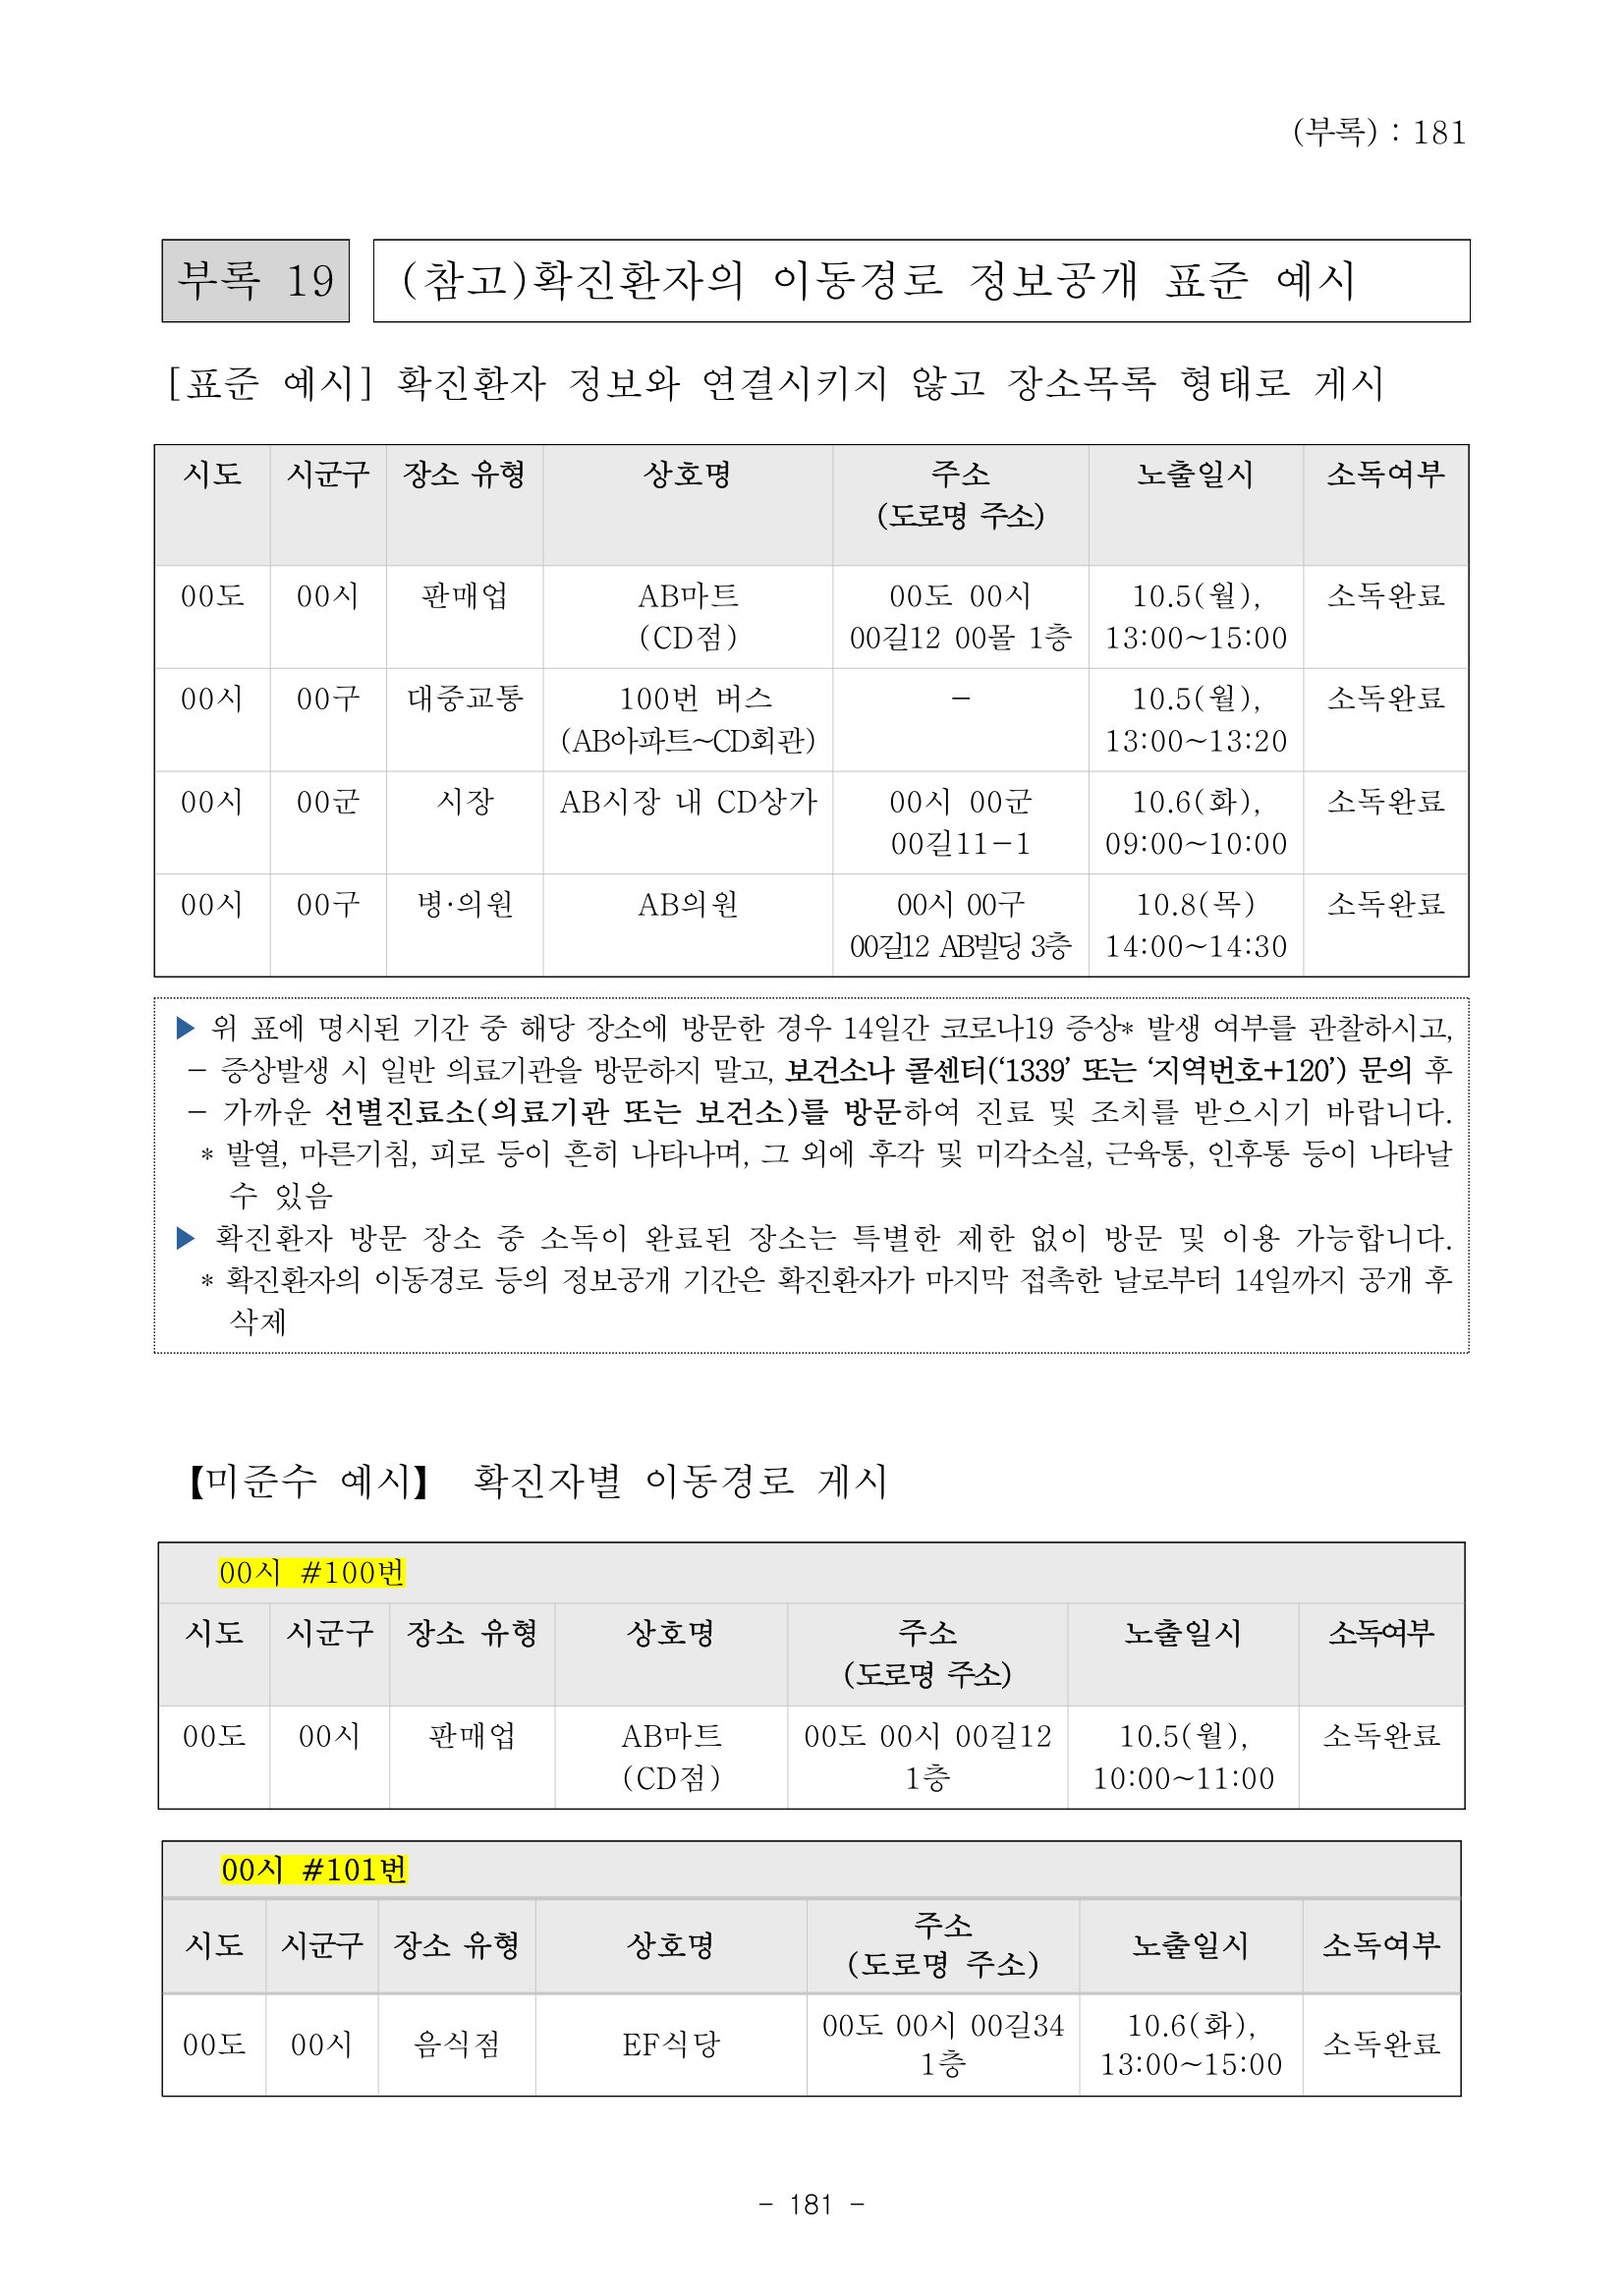 (부록) : 181
부록 19
(참고)확진환자의 이동경로 정보공개 표준 예시
[표준 예시] 확진환자 정보와 연결시키지 않고 장소목록 형태로 게시
시도 시군구 장소 유형 상호명 주소 노출일시 소독여부
(도로명 주소)
00도 00시 판매업 AB마트 00도 00시 10.5(월), 소독완료
(CD점) 00길12 00몰 1층 13:00~15:00
00시 00구 대중교통 100번 버스 - 10.5(월), 소독완료
(AB아파트~CD회관) 13:00~13:20
00시 00군 시장 AB시장 내 CD상가 00시 00군 10.6(화), 소독완료
00길11-1 09:00~10:00
00시 00구 병·의원 AB의원 00시 00구 10.8(목) 소독완료
00길12 AB빌딩 3층 14:00~14:30
▶ 위 표에 명시된 기간 중 해당 장소에 방문한 경우 14일간 코로나19 증상* 발생 여부를 관찰하시고,
- 증상발생 시 일반 의료기관을 방문하지 말고, 보건소나 콜센터(‘1339’ 또는 ‘지역번호+120’) 문의 후
- 가까운 선별진료소(의료기관 또는 보건소)를 방문하여 진료 및 조치를 받으시기 바랍니다.
* 발열, 마른기침, 피로 등이 흔히 나타나며, 그 외에 후각 및 미각소실, 근육통, 인후통 등이 나타날
수 있음
▶ 확진환자 방문 장소 중 소독이 완료된 장소는 특별한 제한 없이 방문 및 이용 가능합니다.
* 확진환자의 이동경로 등의 정보공개 기간은 확진환자가 마지막 접촉한 날로부터 14일까지 공개 후
삭제
【미준수 예시】 확진자별 이동경로 게시
00시 #100번
시도 시군구 장소 유형 상호명 주소 노출일시 소독여부
(도로명 주소)
00도 00시 판매업 AB마트 00도 00시 00길12 10.5(월), 소독완료
(CD점) 1층 10:00~11:00
00시 #101번
시도 시군구 장소 유형 상호명 주소 노출일시 소독여부
(도로명 주소)
00도 00시 음식점 EF식당 00도 00시 00길34 10.6(화), 소독완료
1층 13:00~15:00
- 181 -